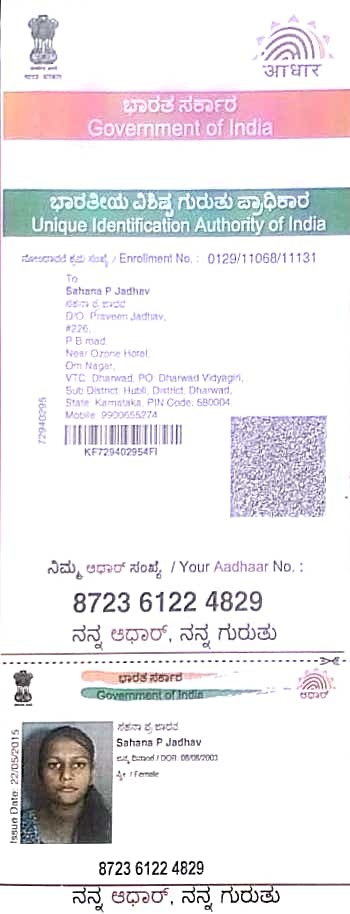 भारत सरकार
आधार
ಭಾರತ ಸರ್ಕಾರ
Government of India
ಭಾರತೀಯ ವಿಶಿಷ್ಟ ಗುರುತು ಪ್ರಾಧಿಕಾರ
Unique Identification Authority of India
ನೋಂದಾವಣೆ ಕ್ರಮ ಸಂಖ್ಯೆ / Enrollment No. : 0129/11068/11131
To
Sahana P Jadhav
ಸಹನಾ ಪ್ರ ಜಾದವ
D/O. Praveen Jadhav,
#226,
P B road,
Near Ozone Hotel,
Om Nagar,
VTC: Dharwad, PO: Dharwad Vidyagiri,
Sub District: Hubli, District: Dharwad,
State: Karnataka, PIN Code: 580004
Mobile: 9900655274
72940295
KF729402954FI
ನಿಮ್ಮ ಆಧಾರ್ ಸಂಖ್ಯೆ / Your Aadhaar No. :
8723 6122 4829
ನನ್ನ ಆಧಾರ್, ನನ್ನ ಗುರುತು
ಭಾರತ ಸರ್ಕಾರ
Government of India
ಆಧಾರ್
Issue Date: 22/05/2015
ಸಹನಾ ಪ್ರ ಜಾದವ
Sahana P Jadhav
ಜನ್ಮ ದಿನಾಂಕ / DOB: 08/08/2003
ಸ್ತ್ರೀ / Female
8723 6122 4829
ನನ್ನ ಆಧಾರ್, ನನ್ನ ಗುರುತು